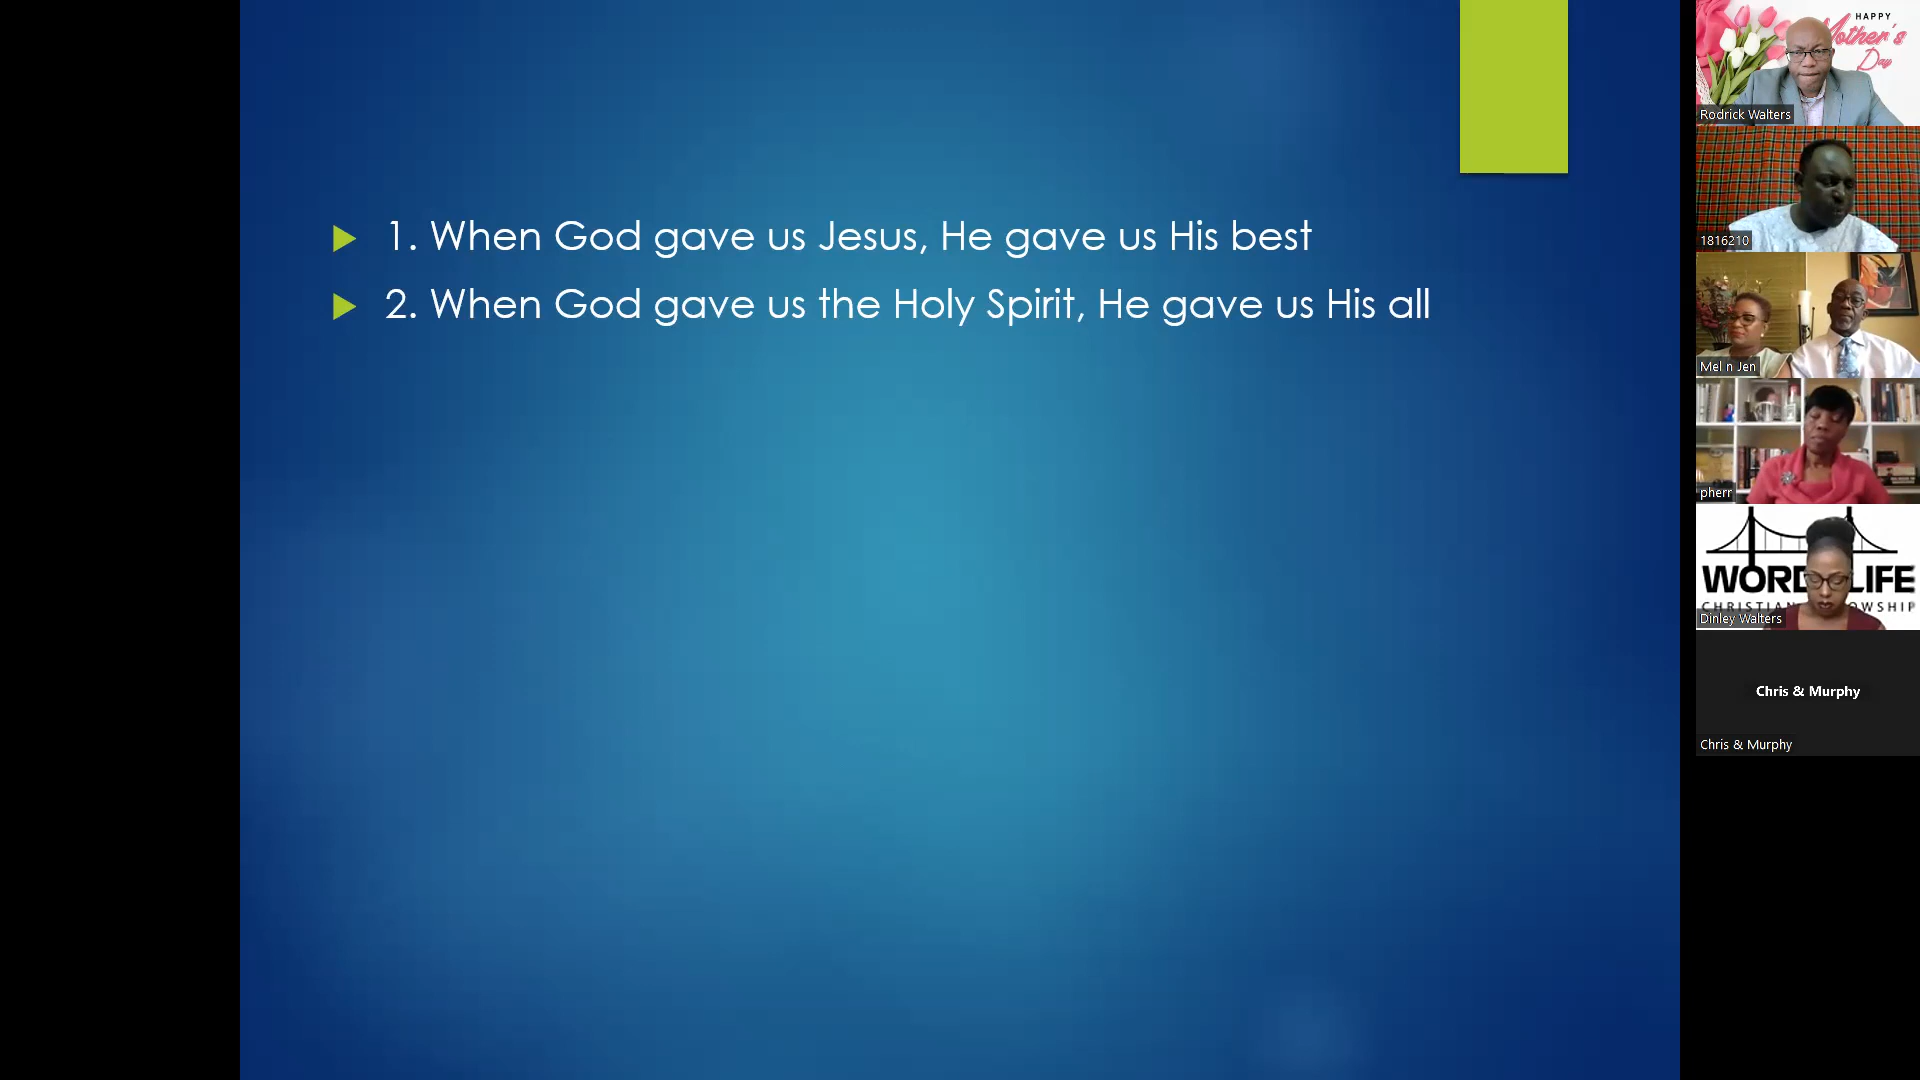 1. When God gave us Jesus, He gave us His best
2. When God gave us the Holy Spirit, He gave us His all
HAPPY
Mother's
Day
Rodrick Walters
1816210
Mel n Jen
pherr
WORD LIFE
CHRISTIAN OWSHIP
Dinley Walters
Chris & Murphy
Chris & Murphy